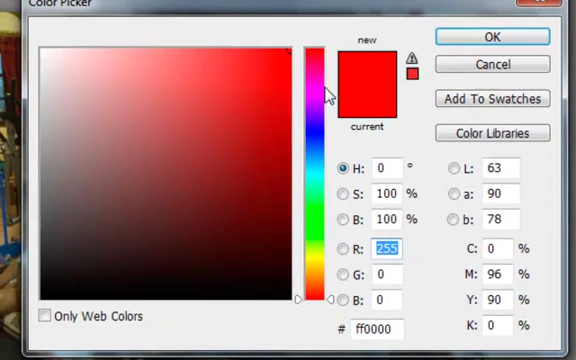 Color Picker
new
OK
Cancel
Add To Swatches
current
Color Libraries
H: 0 °
L: 63
S: 100 %
a: 90
B: 100 %
b: 78
R: 255
C: 0 %
G: 0
M: 96 %
B: 0
Y: 90 %
Only Web Colors
# ff0000
K: 0 %